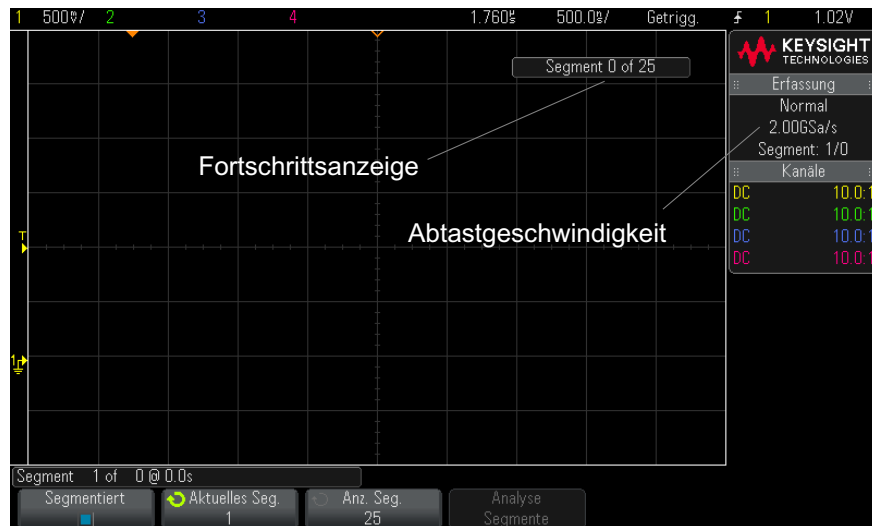 1 500㎷/ 2 3 4 1.760㎲ 500.0㎱/ Getrigg. 1 1.02V
KEYSIGHT
TECHNOLOGIES
Segment 0 of 25
Erfassung
Normal
2.00GSa/s
Segment: 1/0
Fortschrittsanzeige
Kanäle
DC 10.0:1
DC 10.0:1
DC 10.0:1
DC 10.0:1
Abtastgeschwindigkeit
T
1
Segment 1 of 0 @ 0.0s
Segmentiert
Aktuelles Seg.
1
Anz. Seg.
25
Analyse
Segmente